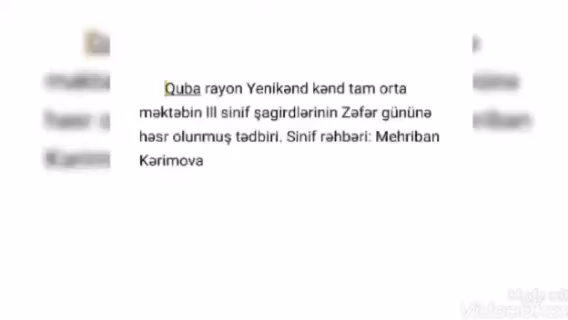 Quba rayon Yenikənd kənd tam orta
məktəbin III sinif şagirdlərinin Zəfər gününə
həsr olunmuş tədbiri. Sinif rəhbəri: Mehriban
Kərimova